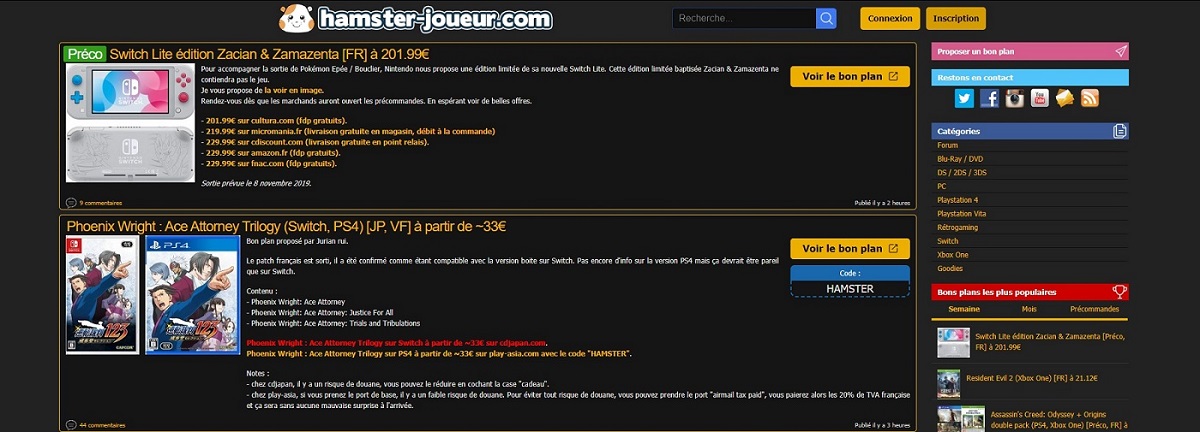 hamster-joueur.com
Recherche...
Connexion
Inscription
Préco Switch Lite édition Zacian & Zamazenta [FR] à 201.99€
Pour accompagner la sortie de Pokémon Epée / Bouclier, Nintendo nous propose une édition limitée de sa nouvelle Switch Lite. Cette édition limitée baptisée Zacian & Zamazenta ne
contiendra pas le jeu.
Je vous propose de la voir en image.
Rendez-vous dès que les marchands auront ouvert les précommandes. En espérant voir de belles offres.
- 201.99€ sur cultura.com (fdp gratuits).
- 219.99€ sur micromania.fr (livraison gratuite en magasin, débit à la commande)
- 229.99€ sur cdiscount.com (livraison gratuite en point relais).
- 229.99€ sur amazon.fr (fdp gratuits).
- 229.99€ sur fnac.com (fdp gratuits).
Sortie prévue le 8 novembre 2019.
Voir le bon plan
9 commentaires
Publié il y a 2 heures
Phoenix Wright : Ace Attorney Trilogy (Switch, PS4) [JP, VF] à partir de ~33€
PS4
123
123
CAPCOM
Bon plan proposé par Jurian rui.
Le patch français est sorti, il a été confirmé comme étant compatible avec la version boite sur Switch. Pas encore d'info sur la version PS4 mais ça devrait être pareil
que sur Switch.
Contenu :
- Phoenix Wright: Ace Attorney
- Phoenix Wright: Ace Attorney: Justice For All
- Phoenix Wright: Ace Attorney: Trials and Tribulations
Phoenix Wright : Ace Attorney Trilogy sur Switch à partir de ~33€ sur cdjapan.com.
Phoenix Wright : Ace Attorney Trilogy sur PS4 à partir de ~33€ sur play-asia.com avec le code "HAMSTER".
Notes :
- chez cdjapan, il y a un risque de douane, vous pouvez le réduire en cochant la case "cadeau".
- chez play-asia, si vous prenez le port de base, il y a un faible risque de douane. Pour éviter tout risque de douane, vous pouvez prendre le port "airmail tax paid", vous paierez alors les 20% de TVA française
et ça sera sans aucune mauvaise surprise à l'arrivée.
Voir le bon plan
Code :
HAMSTER
44 commentaires
Publié il y a 3 heures
Proposer un bon plan
Restons en contact
You
Tube
Catégories
Forum
Blu-Ray / DVD
DS / 2DS / 3DS
PC
Playstation 4
Playstation Vita
Rétrogaming
Switch
Xbox One
Goodies
Bons plans les plus populaires
Semaine
Mois
Précommandes
Switch Lite édition Zacian & Zamazenta [Préco,
FR] à 201.99€
Resident Evil 2 (Xbox One) [FR] à 21.12€
Assassin's Creed: Odyssey + Origins
double pack (PS4, Xbox One) [Préco, FR] à